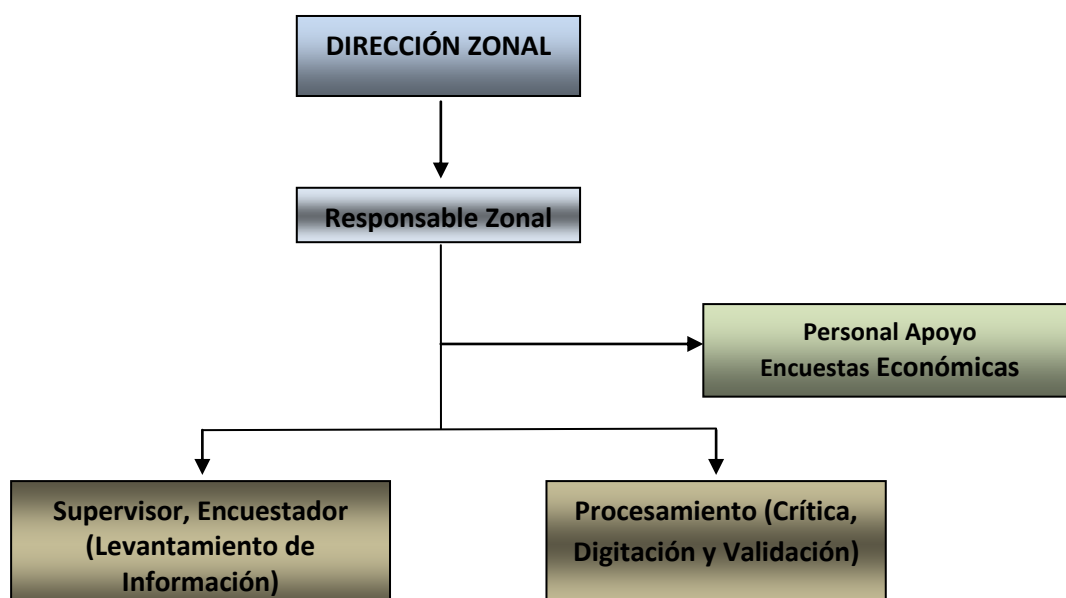 DIRECCIÓN ZONAL
Responsable Zonal
Personal Apoyo
Encuestas Económicas
Supervisor, Encuestador
(Levantamiento de
Información)
Procesamiento (Crítica,
Digitación y Validación)